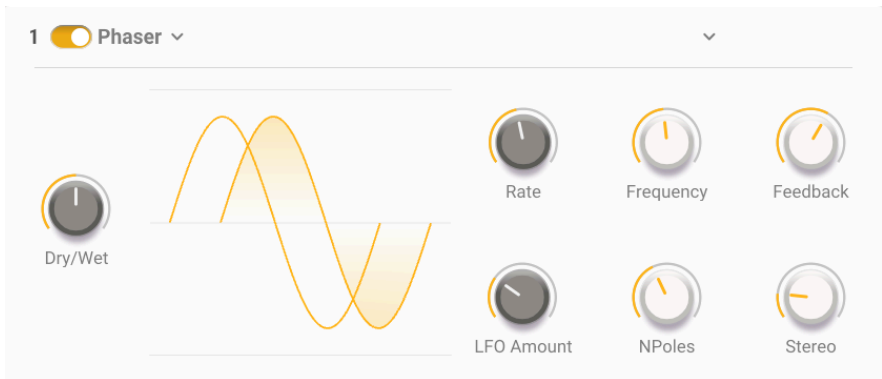 1 Phaser
Rate Frequency Feedback
Dry/Wet
LFO Amount NPoles Stereo